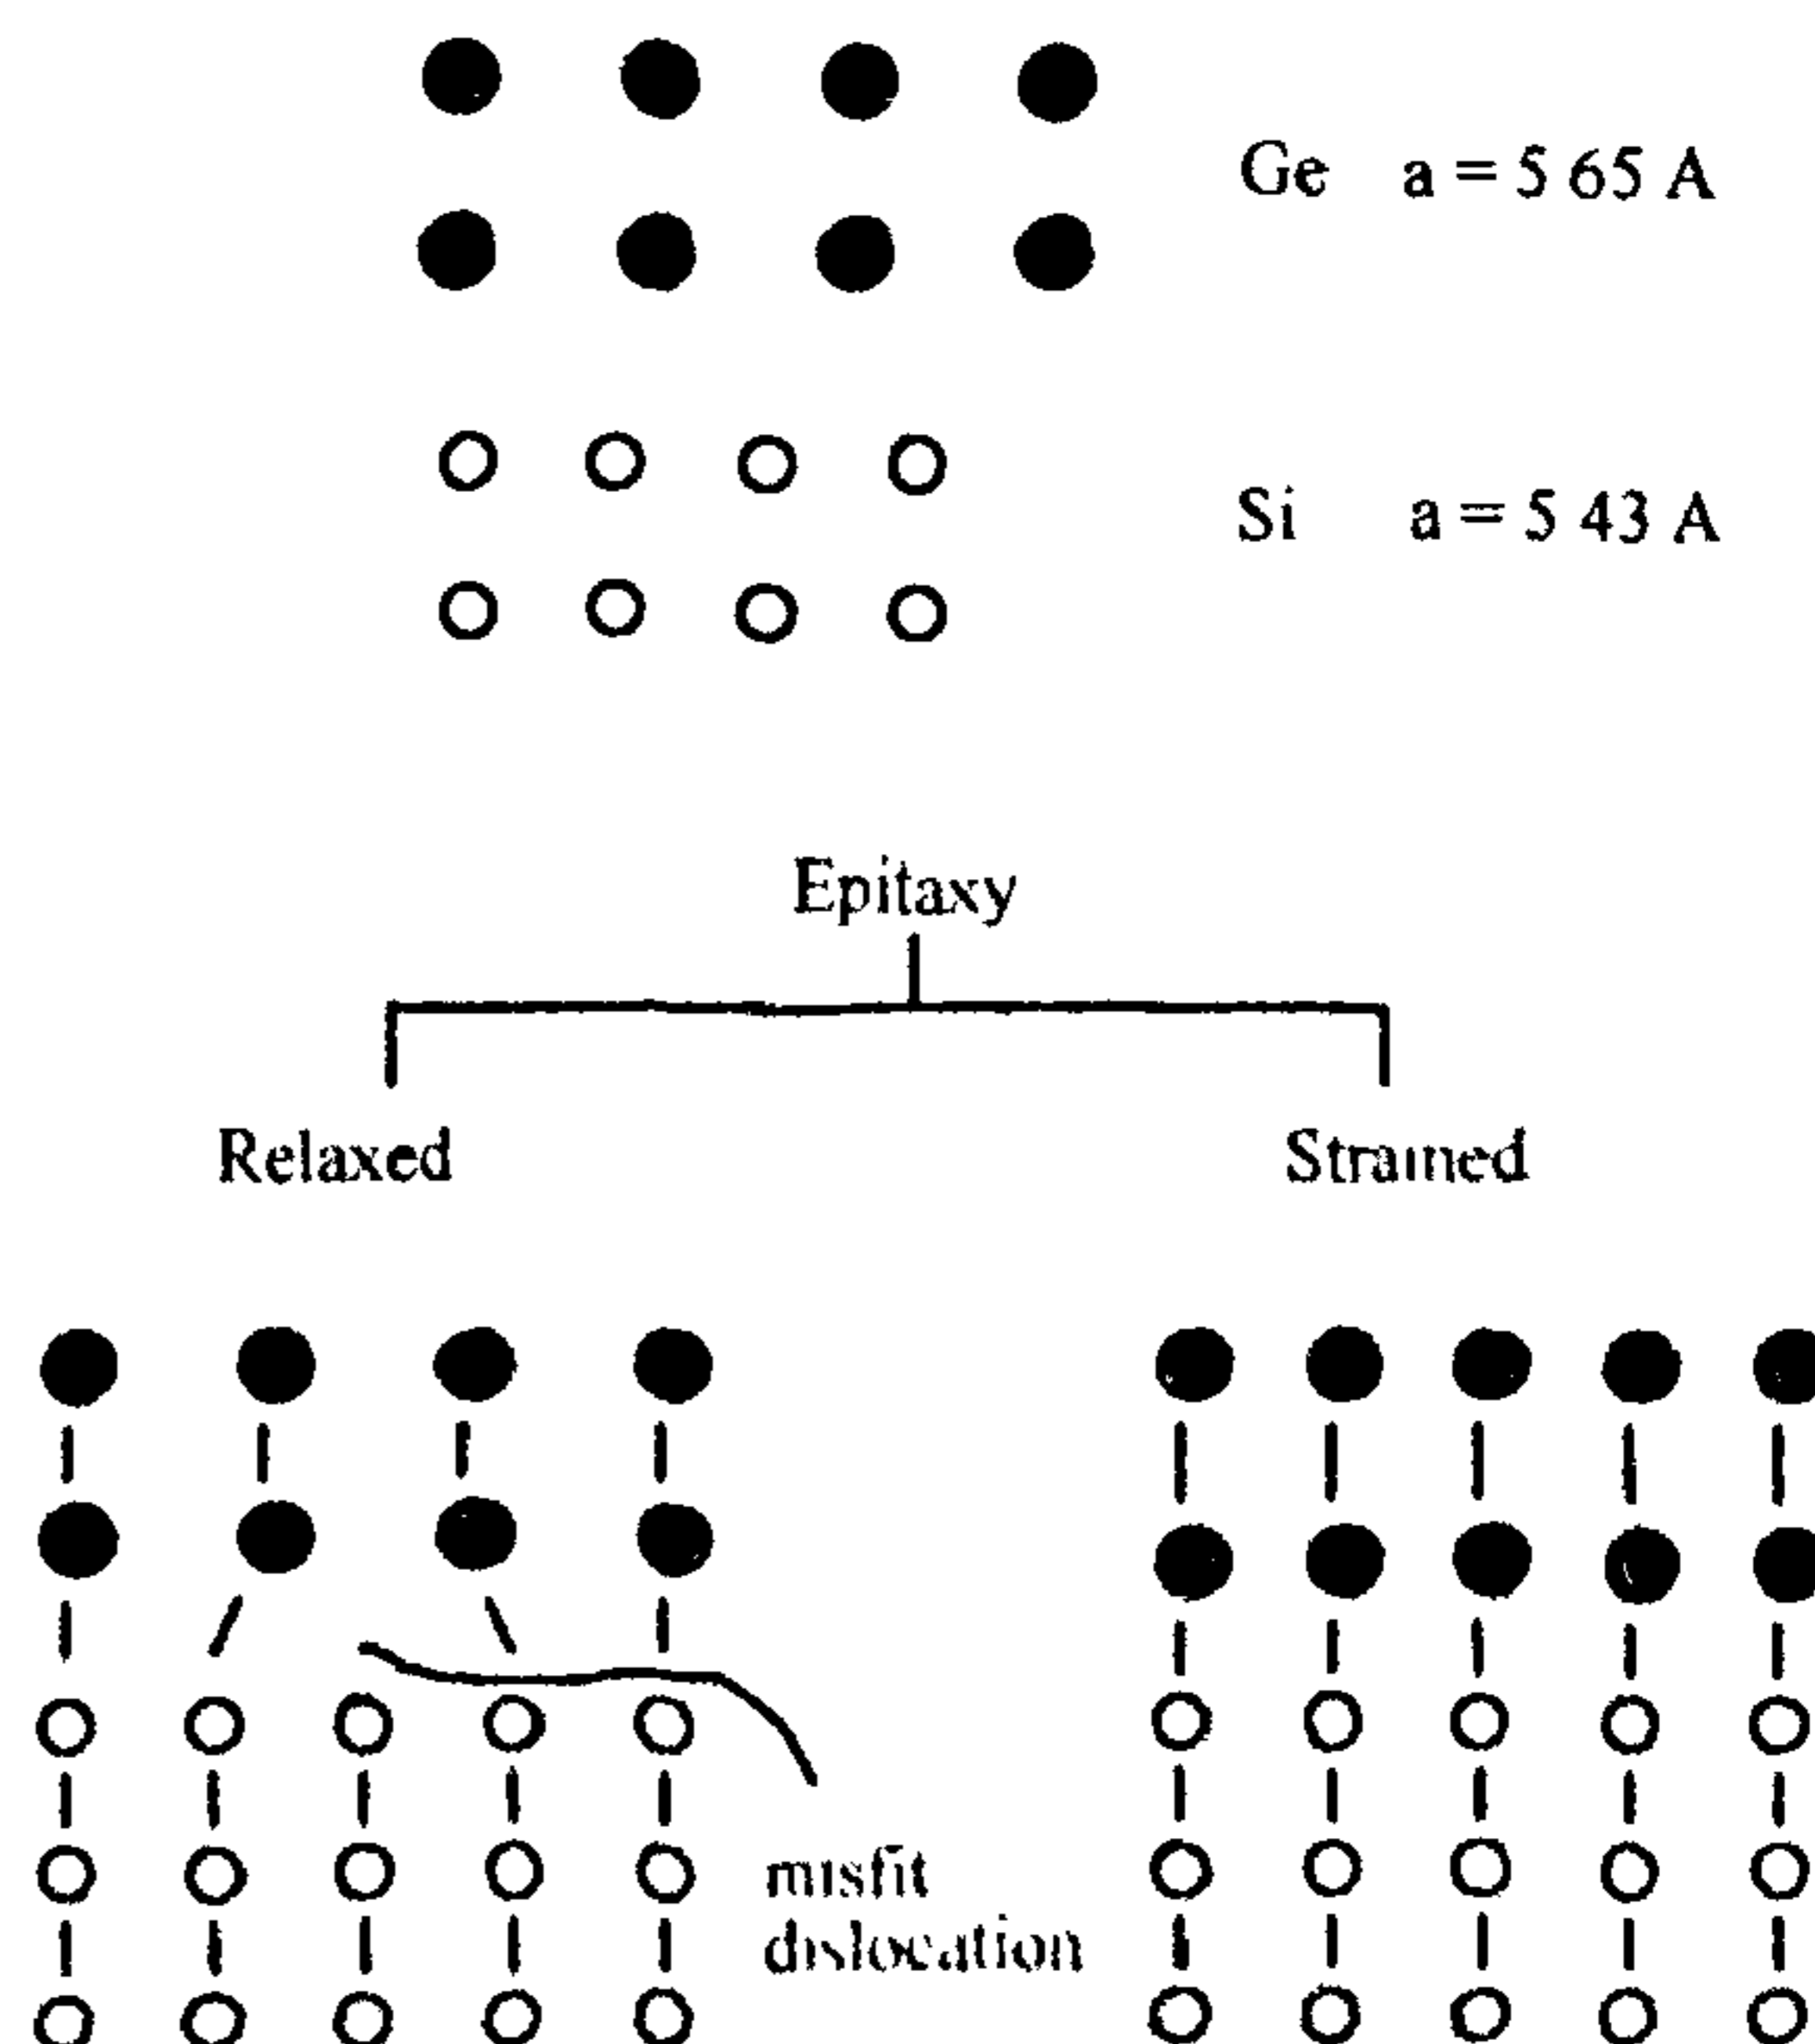 Ge a = 5 65 A
Si a = 5 43 A
Epitaxy
Relaxed
Strained
misfit
dislocation